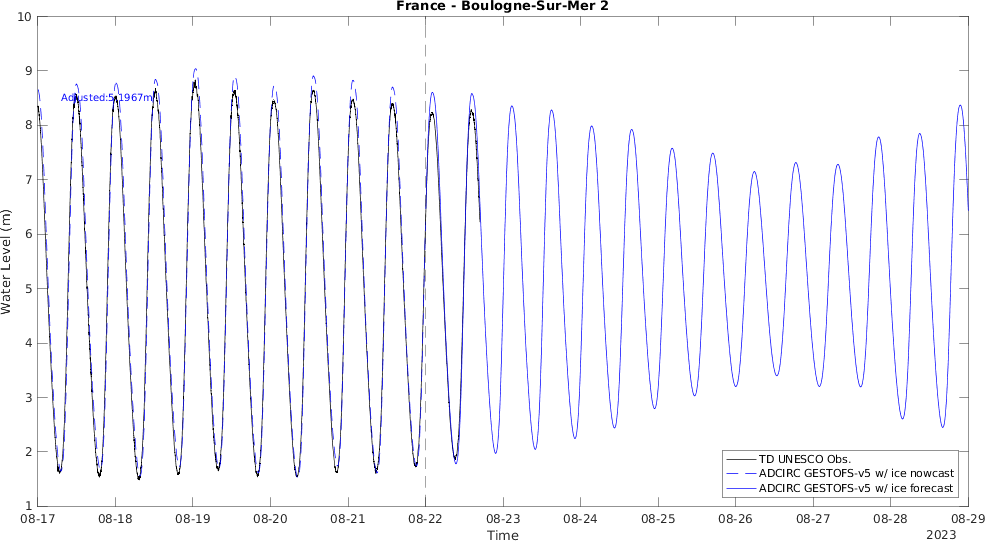 France - Boulogne-Sur-Mer 2
10
9
8
7
6
5
4
3
2
1
Water Level (m)
Adjusted:5.1967m
TD UNESCO Obs.
ADCIRC GESTOFS-v5 w/ ice nowcast
ADCIRC GESTOFS-v5 w/ ice forecast
08-17 08-18 08-19 08-20 08-21 08-22 08-23 08-24 08-25 08-26 08-27 08-28 08-29
Time
2023